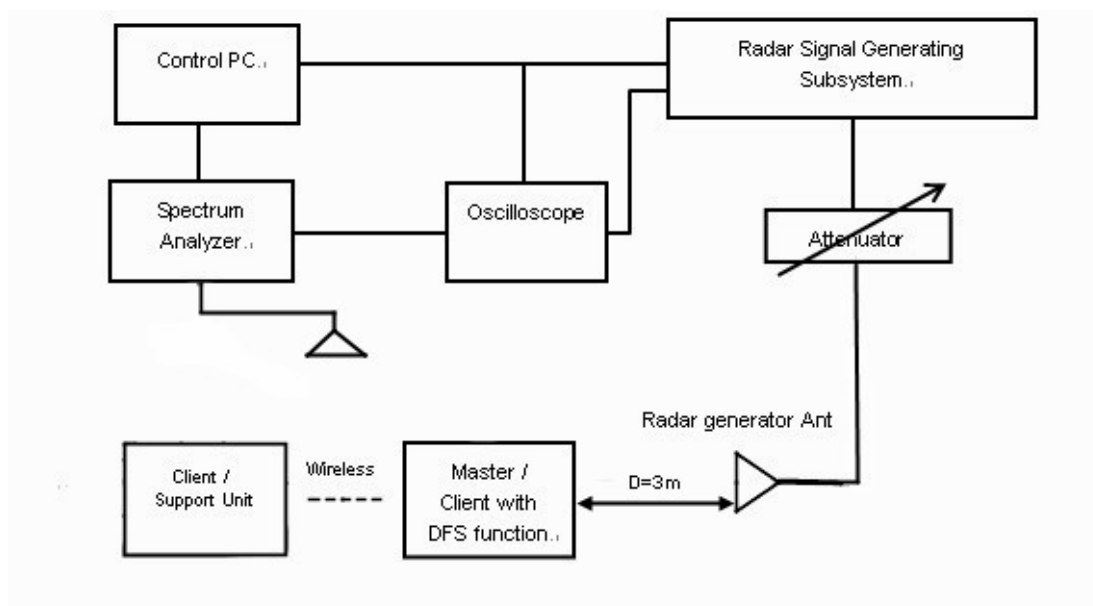 Control PC.
Radar Signal Generating
Subsystem.
Spectrum
Analyzer.
Oscilloscope
Attenuator
Radar generator Ant
Client /
Support Unit
Wireless
Master /
Client with
DFS function.
D=3m